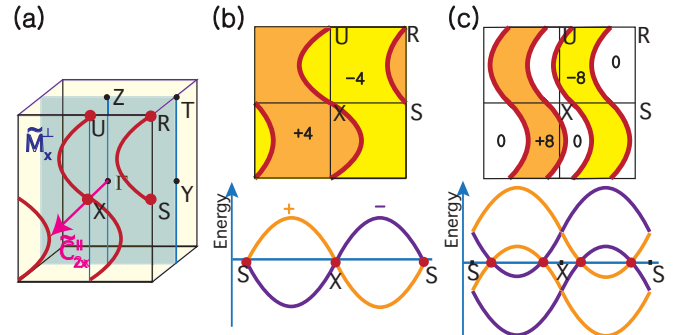 (a)
Z
T
U
R
M̃⊥x
Γ
Y
X
S
C̃∥2x
(b)
U
R
−4
X
S
+4
Energy
+
−
S
X
S
(c)
U
R
−8
0
X
S
0
+8
0
Energy
S
X
S